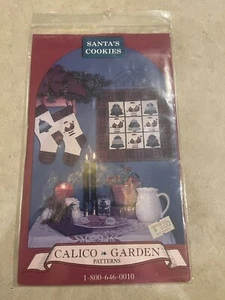 SANTA'S
COOKIES
CALICO GARDEN
PATTERNS
1-800-646-0010